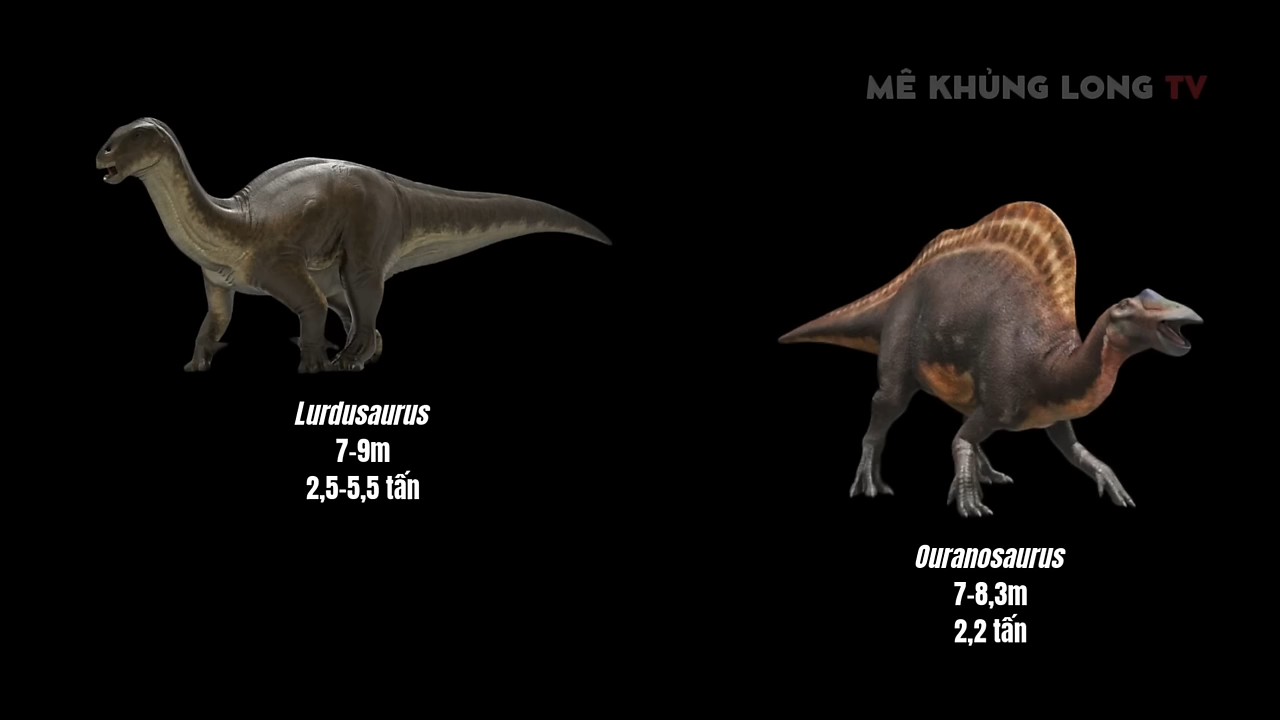 MÊ KHỦNG LONG TV
Lurdusaurus
7-9m
2,5-5,5 tấn
Ouranosaurus
7-8,3m
2,2 tấn